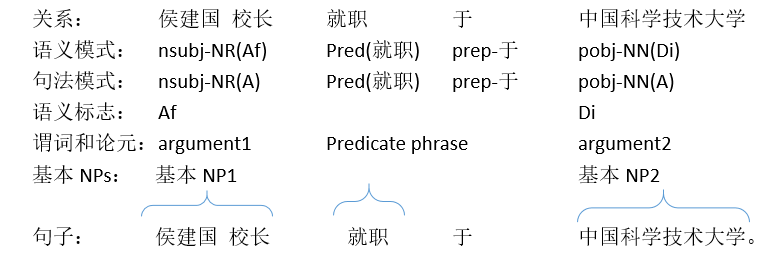 关系： 侯建国 校长 就职 于 中国科学技术大学
语义模式： nsubj-NR(Af) Pred(就职) prep-于 pobj-NN(Di)
句法模式： nsubj-NR(A) Pred(就职) prep-于 pobj-NN(A)
语义标志： Af Di
谓词和论元： argument1 Predicate phrase argument2
基本 NPs： 基本 NP1 基本 NP2
句子： 侯建国 校长 就职 于 中国科学技术大学。